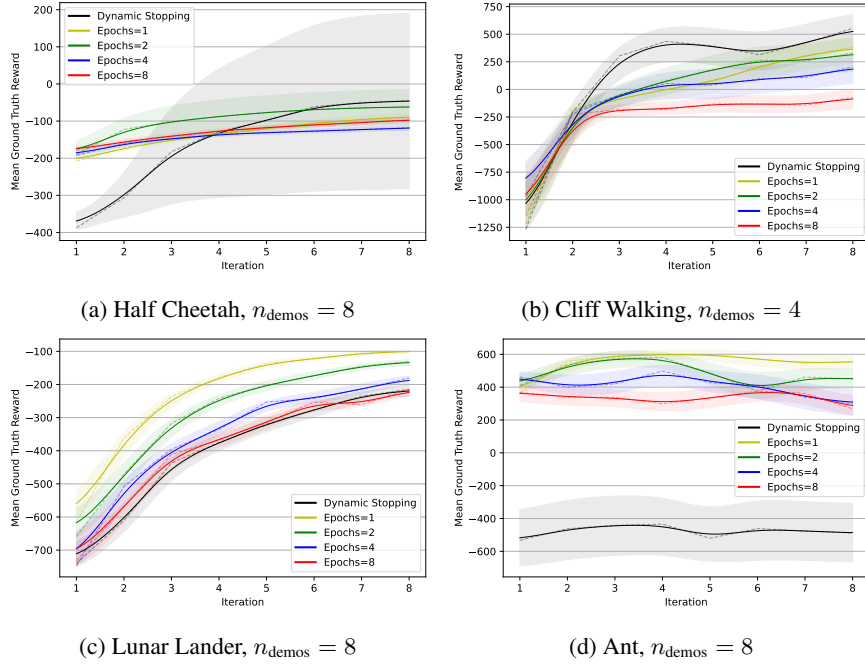 200
100
0
−100
−200
−300
−400
Mean Ground Truth Reward
Dynamic Stopping
Epochs=1
Epochs=2
Epochs=4
Epochs=8
1 2 3 4 5 6 7 8
Iteration
(a) Half Cheetah, n_demos = 8
750
500
250
0
−250
−500
−750
−1000
−1250
Mean Ground Truth Reward
Dynamic Stopping
Epochs=1
Epochs=2
Epochs=4
Epochs=8
1 2 3 4 5 6 7 8
Iteration
(b) Cliff Walking, n_demos = 4
−100
−200
−300
−400
−500
−600
−700
Mean Ground Truth Reward
Dynamic Stopping
Epochs=1
Epochs=2
Epochs=4
Epochs=8
1 2 3 4 5 6 7 8
Iteration
(c) Lunar Lander, n_demos = 8
600
400
200
0
−200
−400
−600
Mean Ground Truth Reward
Dynamic Stopping
Epochs=1
Epochs=2
Epochs=4
Epochs=8
1 2 3 4 5 6 7 8
Iteration
(d) Ant, n_demos = 8